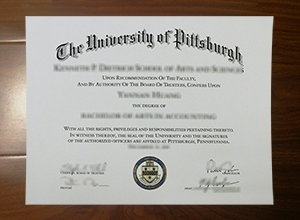 The University of Pittsburgh
Kenneth P. Dietrich School of Arts and Sciences
Upon Recommendation Of The Faculty,
And By Authority Of The Board Of Trustees, Confers Upon
Yannan Huang
the degree of
Bachelor of Arts in Accounting
With all the rights, privileges and responsibilities pertaining thereto.
In witness thereof, the seal of the University and the signatures
of the authorized officers are affixed at Pittsburgh, Pennsylvania.